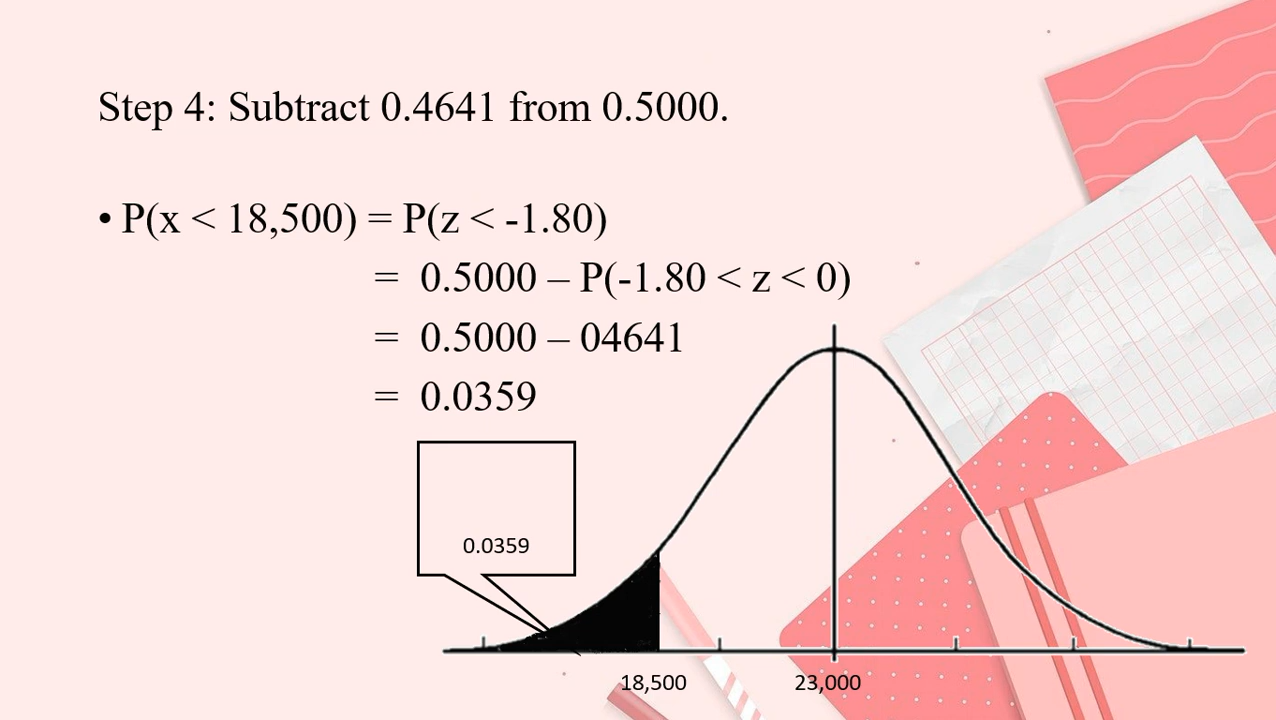 Step 4: Subtract 0.4641 from 0.5000.
• P(x < 18,500) = P(z < -1.80)
= 0.5000 – P(-1.80 < z < 0)
= 0.5000 – 04641
= 0.0359
0.0359
18,500 23,000